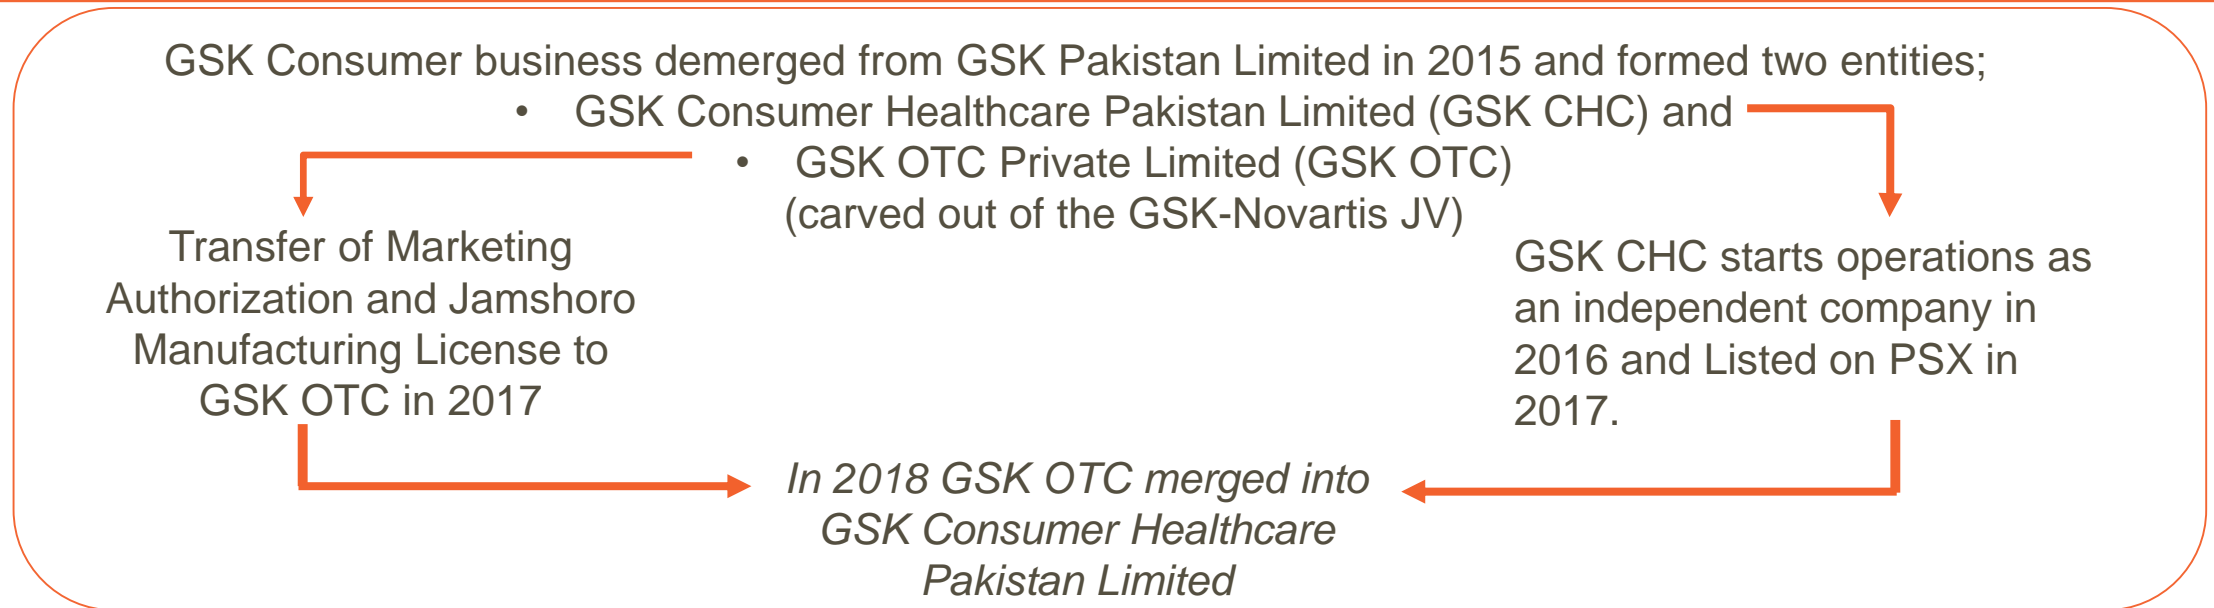 GSK Consumer business demerged from GSK Pakistan Limited in 2015 and formed two entities;
• GSK Consumer Healthcare Pakistan Limited (GSK CHC) and
• GSK OTC Private Limited (GSK OTC)
(carved out of the GSK-Novartis JV)
Transfer of Marketing
Authorization and Jamshoro
Manufacturing License to
GSK OTC in 2017
GSK CHC starts operations as
an independent company in
2016 and Listed on PSX in
2017.
In 2018 GSK OTC merged into
GSK Consumer Healthcare
Pakistan Limited